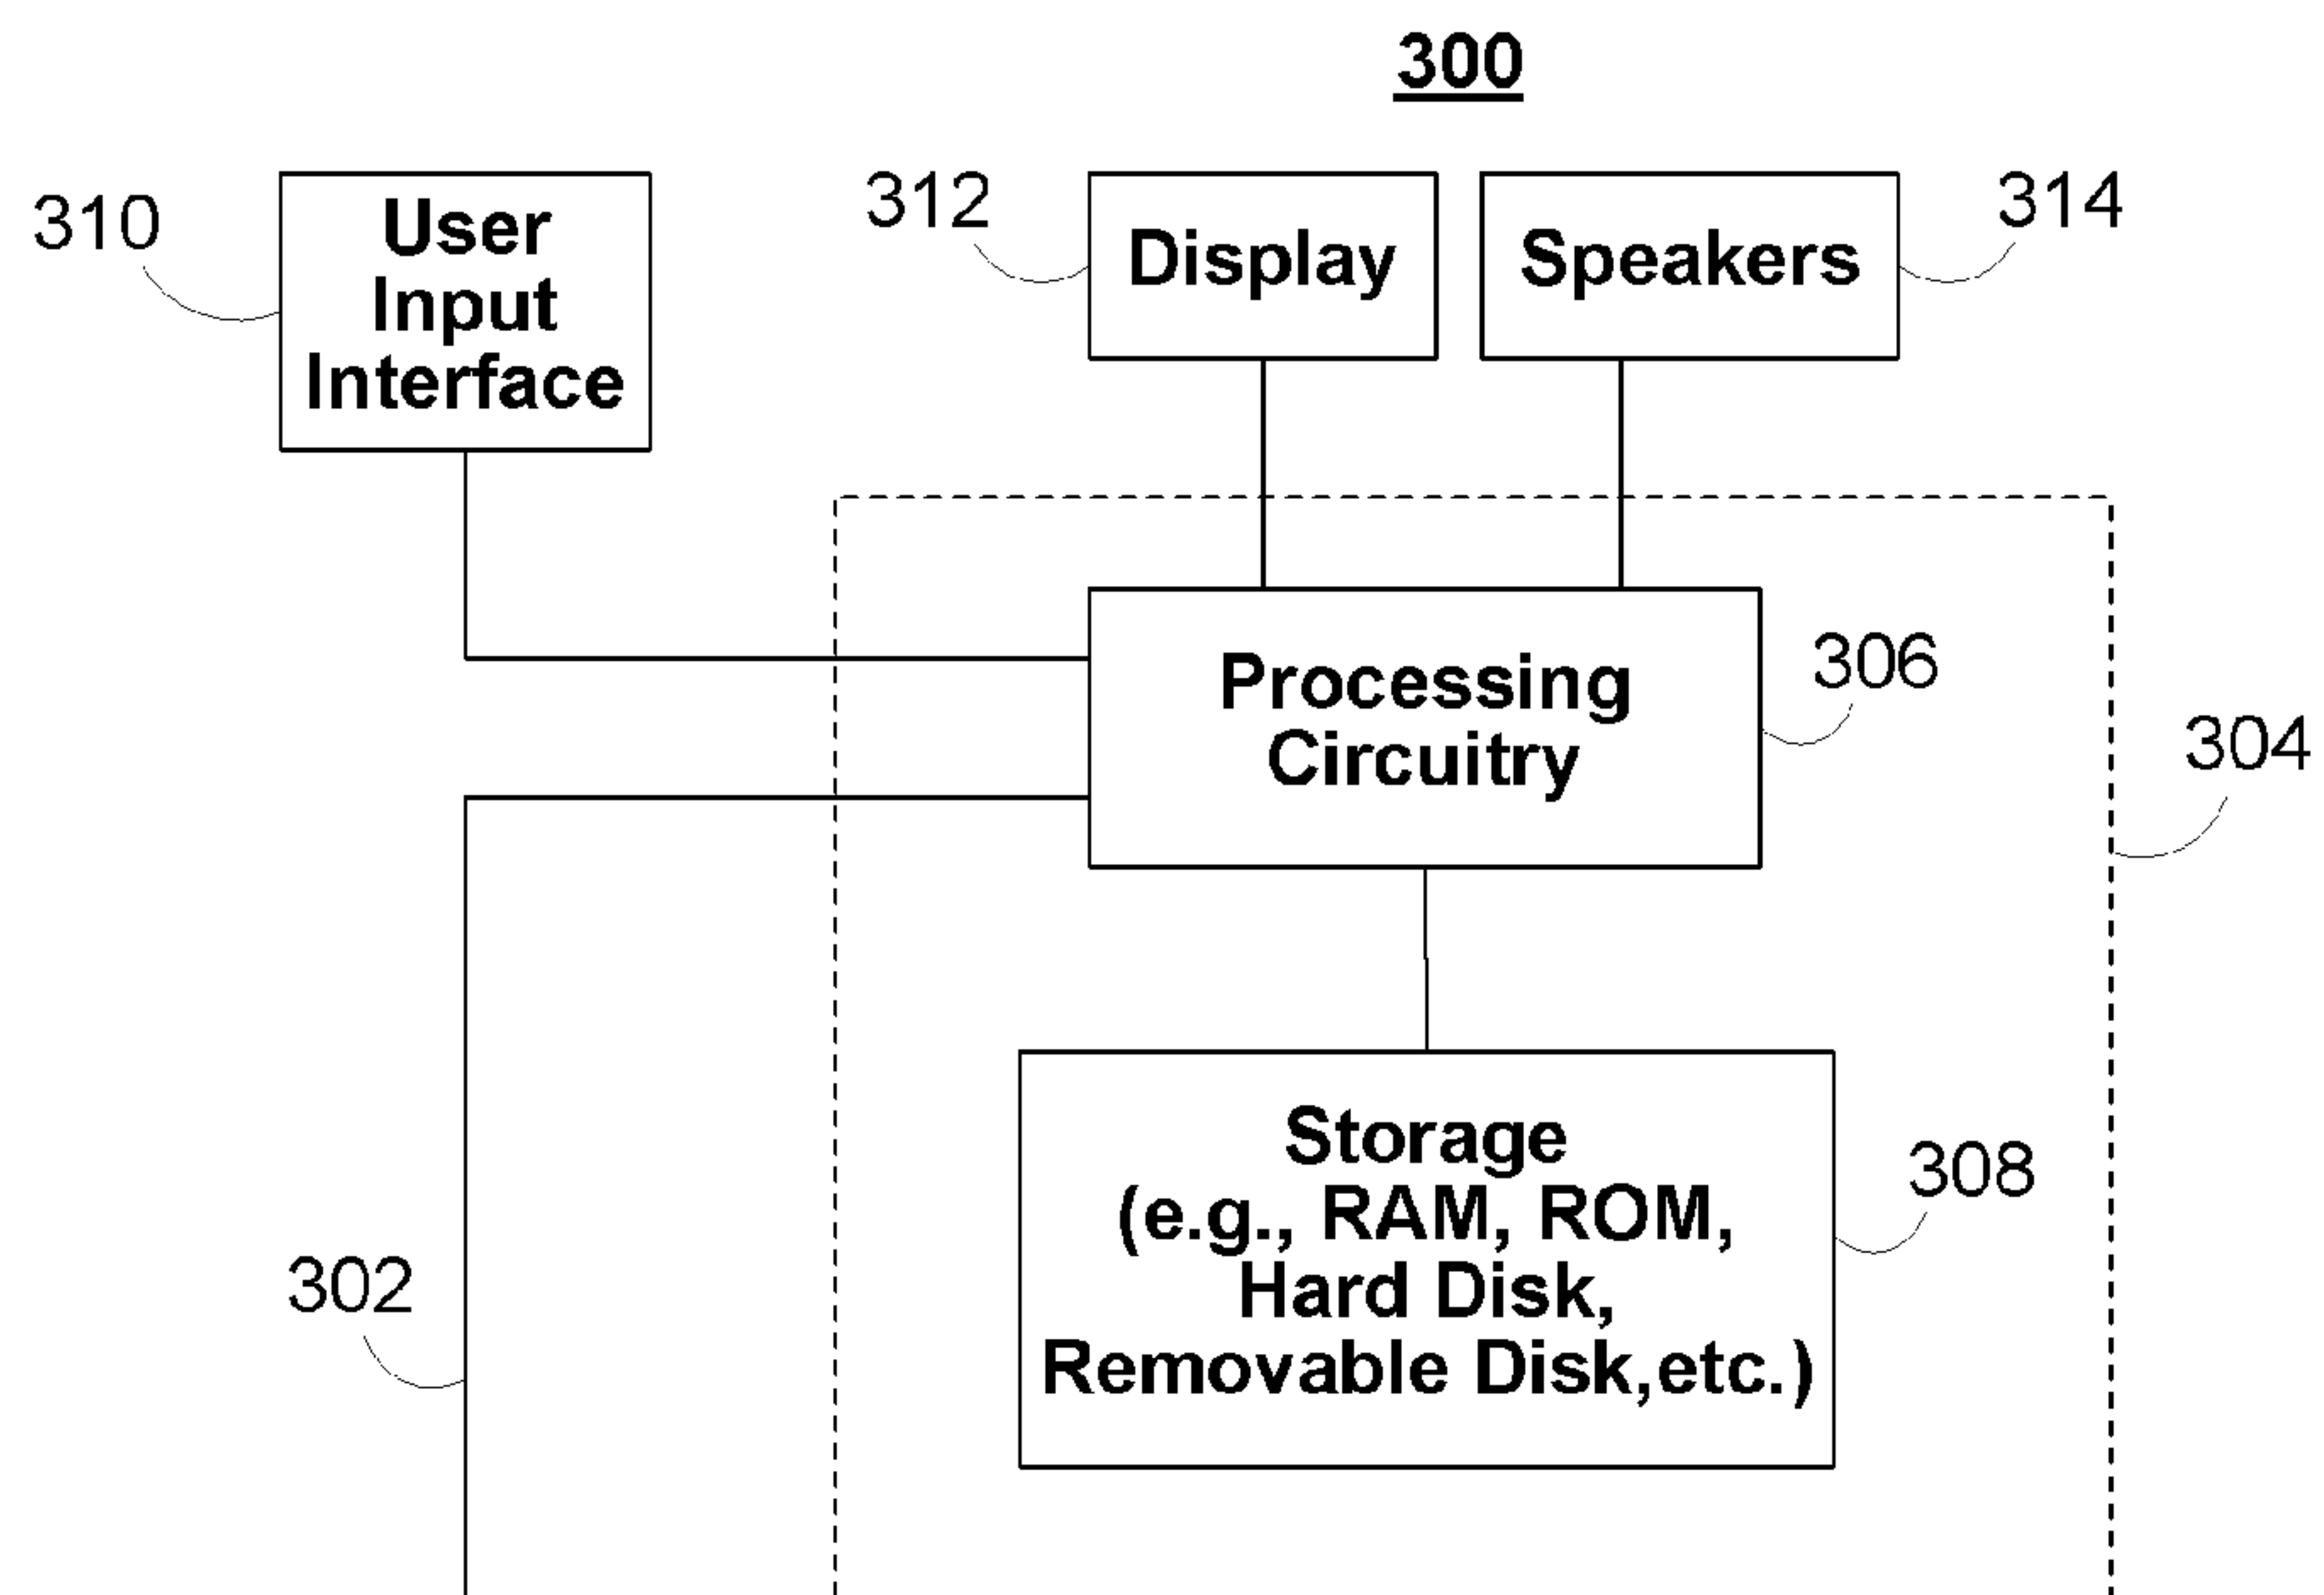 300
310
User
Input
Interface
312
Display
Speakers
314
Processing
Circuitry
306
304
Storage
(e.g., RAM, ROM,
Hard Disk,
Removable Disk,etc.)
308
302